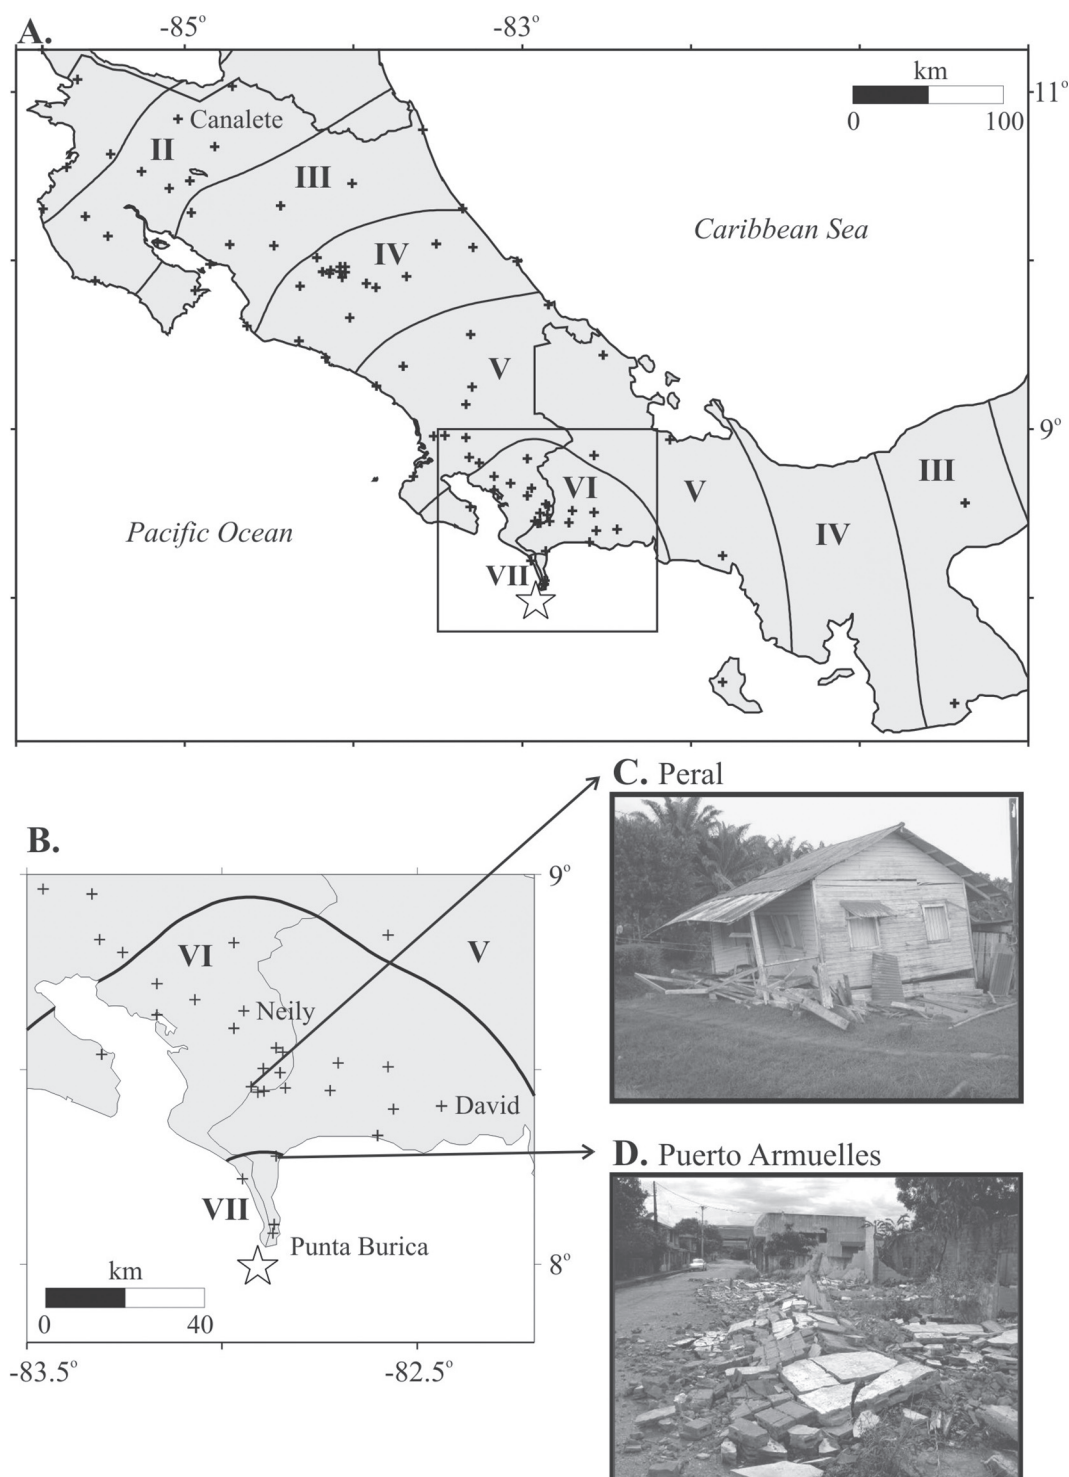 A.
-85°
-83°
km
0
100
11°
Canalete
II
III
IV
Caribbean Sea
V
9°
VI
V
III
IV
Pacific Ocean
VII
C. Peral
B.
9°
VI
V
Neily
David
D. Puerto Armuelles
VII
Punta Burica
km
8°
0
40
-83.5°
-82.5°